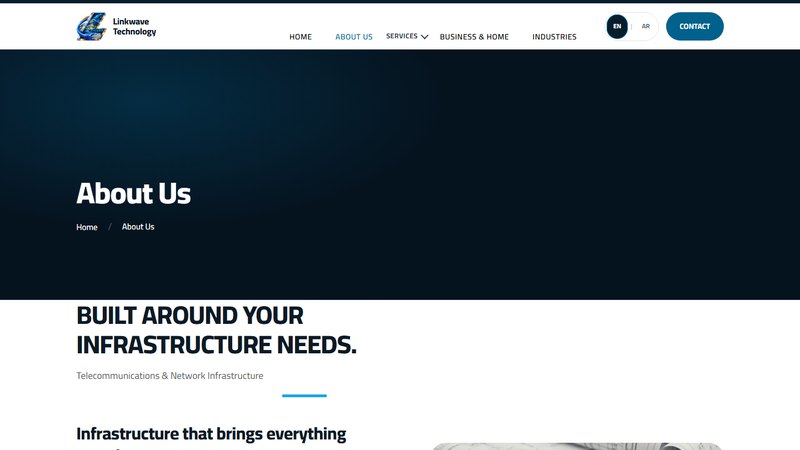 Linkwave
Technology
HOME
ABOUT US
SERVICES
BUSINESS & HOME
INDUSTRIES
EN
AR
CONTACT
About Us
Home / About Us
BUILT AROUND YOUR
INFRASTRUCTURE NEEDS.
Telecommunications & Network Infrastructure
Infrastructure that brings everything